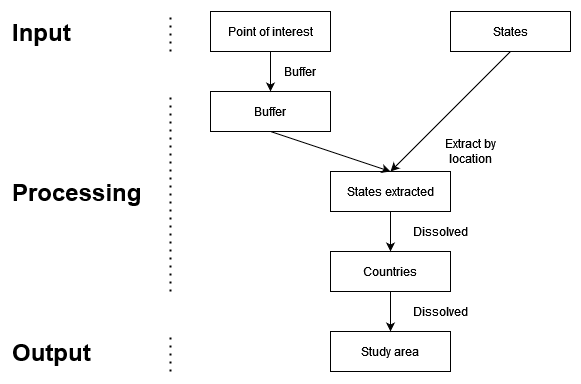 Input
Point of interest
States
Buffer
Buffer
Extract by
location
Processing
States extracted
Dissolved
Countries
Dissolved
Output
Study area